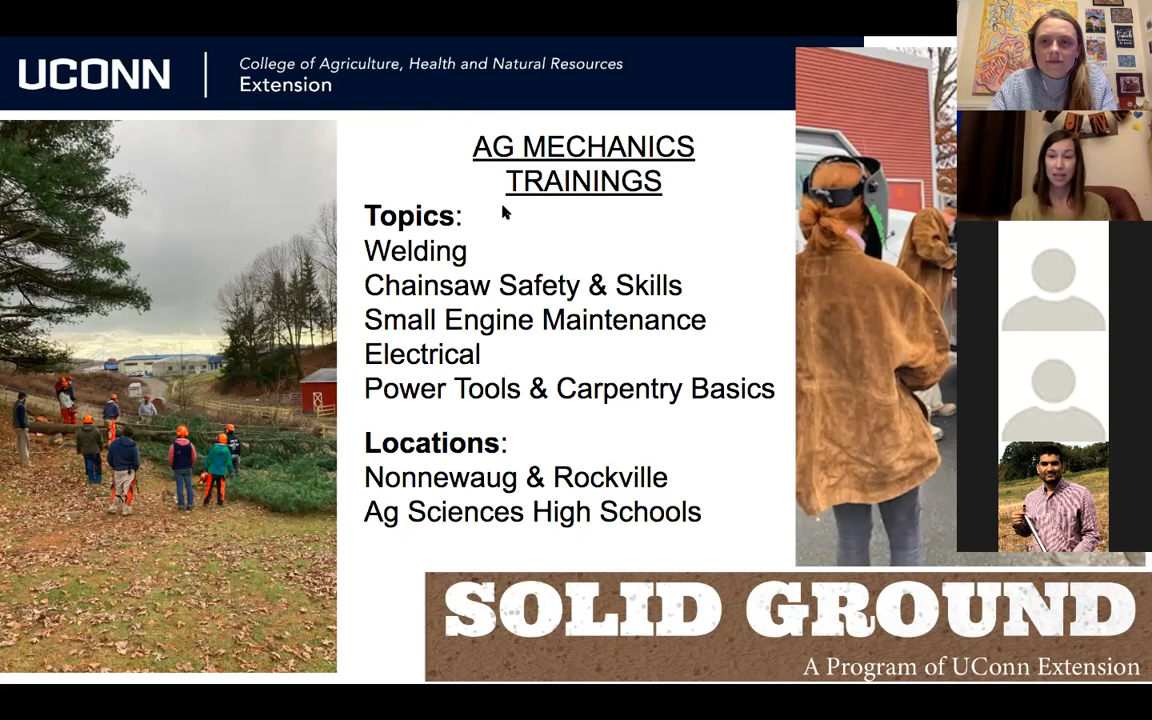 UCONN
College of Agriculture, Health and Natural Resources
Extension
AG MECHANICS
TRAININGS
Topics:
Welding
Chainsaw Safety & Skills
Small Engine Maintenance
Electrical
Power Tools & Carpentry Basics
Locations:
Nonnewaug & Rockville
Ag Sciences High Schools
SOLID GROUND
A Program of UConn Extension